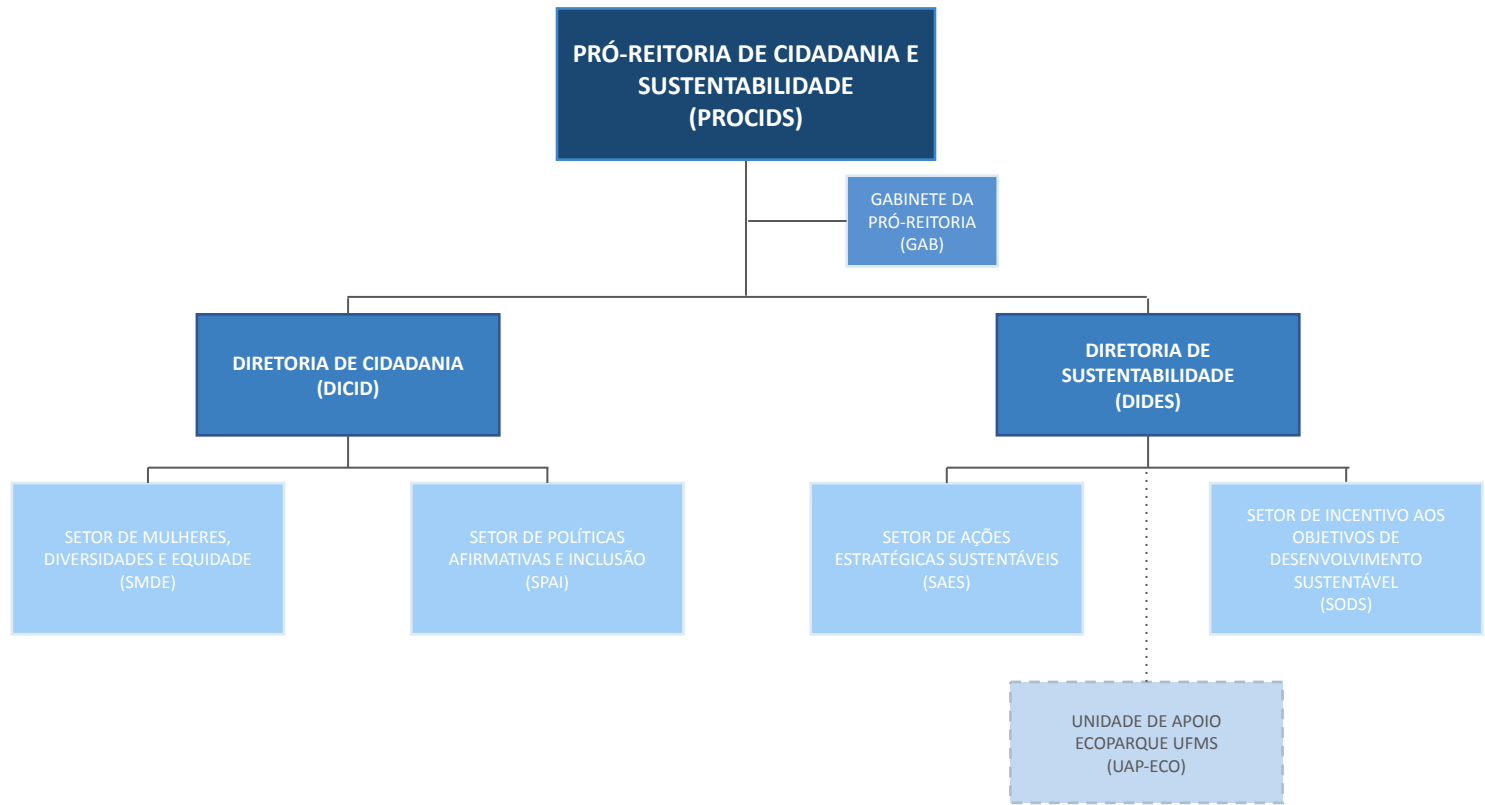 PRÓ-REITORIA DE CIDADANIA E
SUSTENTABILIDADE
(PROCIDS)
GABINETE DA
PRÓ-REITORIA
(GAB)
DIRETORIA DE CIDADANIA
(DICID)
DIRETORIA DE
SUSTENTABILIDADE
(DIDES)
SETOR DE MULHERES,
DIVERSIDADES E EQUIDADE
(SMDE)
SETOR DE POLÍTICAS
AFIRMATIVAS E INCLUSÃO
(SPAI)
SETOR DE AÇÕES
ESTRATÉGICAS SUSTENTÁVEIS
(SAES)
SETOR DE INCENTIVO AOS
OBJETIVOS DE
DESENVOLVIMENTO
SUSTENTÁVEL
(SODS)
UNIDADE DE APOIO
ECOPARQUE UFMS
(UAP-ECO)